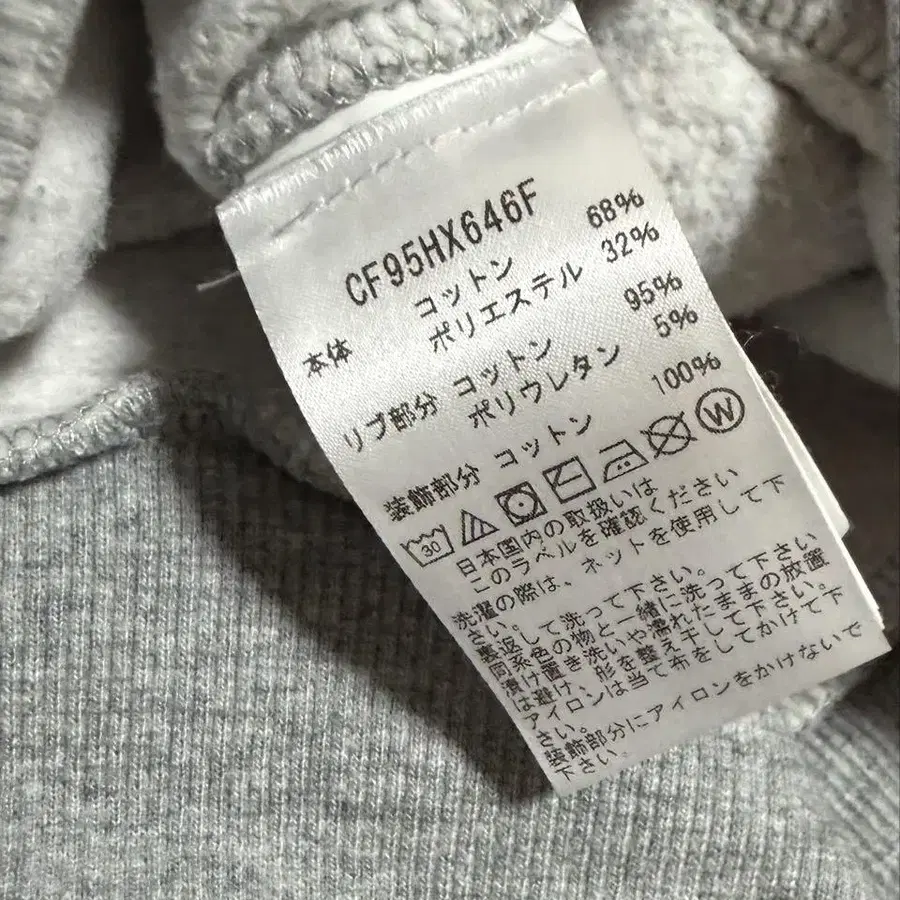 CF95HX646F
本体 コットン 68%
ポリエステル 32%
リブ部分 コットン 95%
ポリウレタン 5%
装飾部分 コットン 100%
30 W
日本国内の取扱いは
このラベルを確認ください
洗濯の際は、ネットを使用して下
さい。
裏返して洗って下さい。
同系色の物と一緒に洗って下さい
漬け置き洗いや濡れたままの放置
は避け、形を整え干して下さい。
アイロンは当て布をしてかけて下
さい。
装飾部分にアイロンをかけないで
下さい。